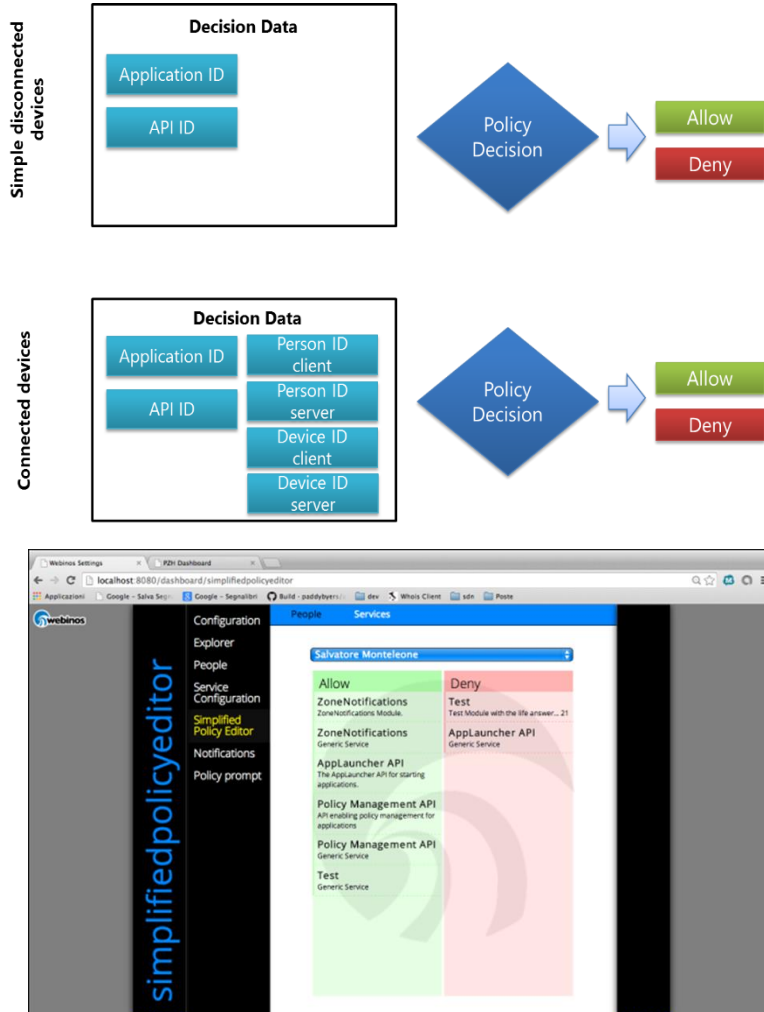 Simple disconnected
devices
Decision Data
Application ID
API ID
Policy
Decision
Allow
Deny
Connected devices
Decision Data
Application ID
API ID
Person ID
client
Person ID
server
Device ID
client
Device ID
server
Policy
Decision
Allow
Deny
Webinos Settings
PZH Dashboard
localhost:8080/dashboard/simplifiedpolicyeditor
Applicazioni
Google - Salva Segn
Google - Segnalibri
Build - paddybyers/
dev
Whois Client
sdn
Poste
webinos
simplifiedpolicyeditor
Configuration
Explorer
People
Service
Configuration
Simplified
Policy Editor
Notifications
Policy prompt
People
Services
Salvatore Monteleone
Allow
ZoneNotifications
ZoneNotifications Module.
ZoneNotifications
Generic Service
AppLauncher API
The AppLauncher API for starting
applications.
Policy Management API
API enabling policy management for
applications
Policy Management API
Generic Service
Test
Generic Service
Deny
Test
Test Module with the life answer... 21
AppLauncher API
Generic Service